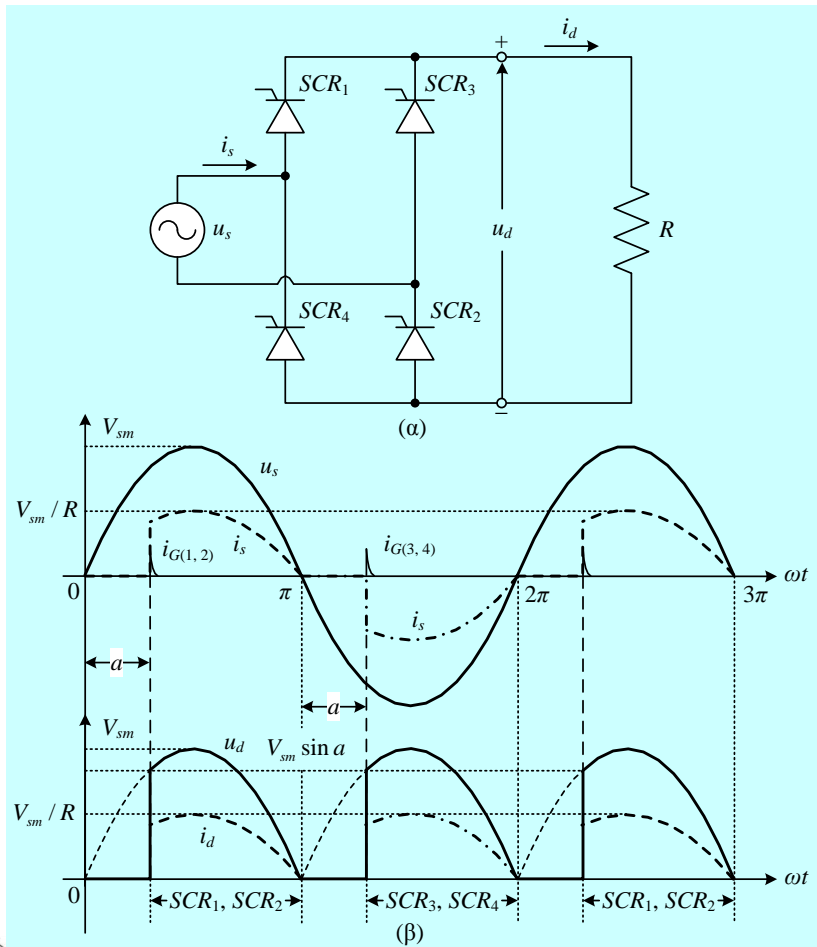 +
i_d
SCR_1
SCR_3
i_s
u_s
u_d
R
SCR_4
SCR_2
−
(α)
V_sm
u_s
V_sm / R
i_G(1, 2)
i_s
i_G(3, 4)
0
π
2π
3π
ωt
i_s
a
a
V_sm
u_d
V_sm sin a
V_sm / R
i_d
0
ωt
SCR_1, SCR_2
SCR_3, SCR_4
SCR_1, SCR_2
(β)